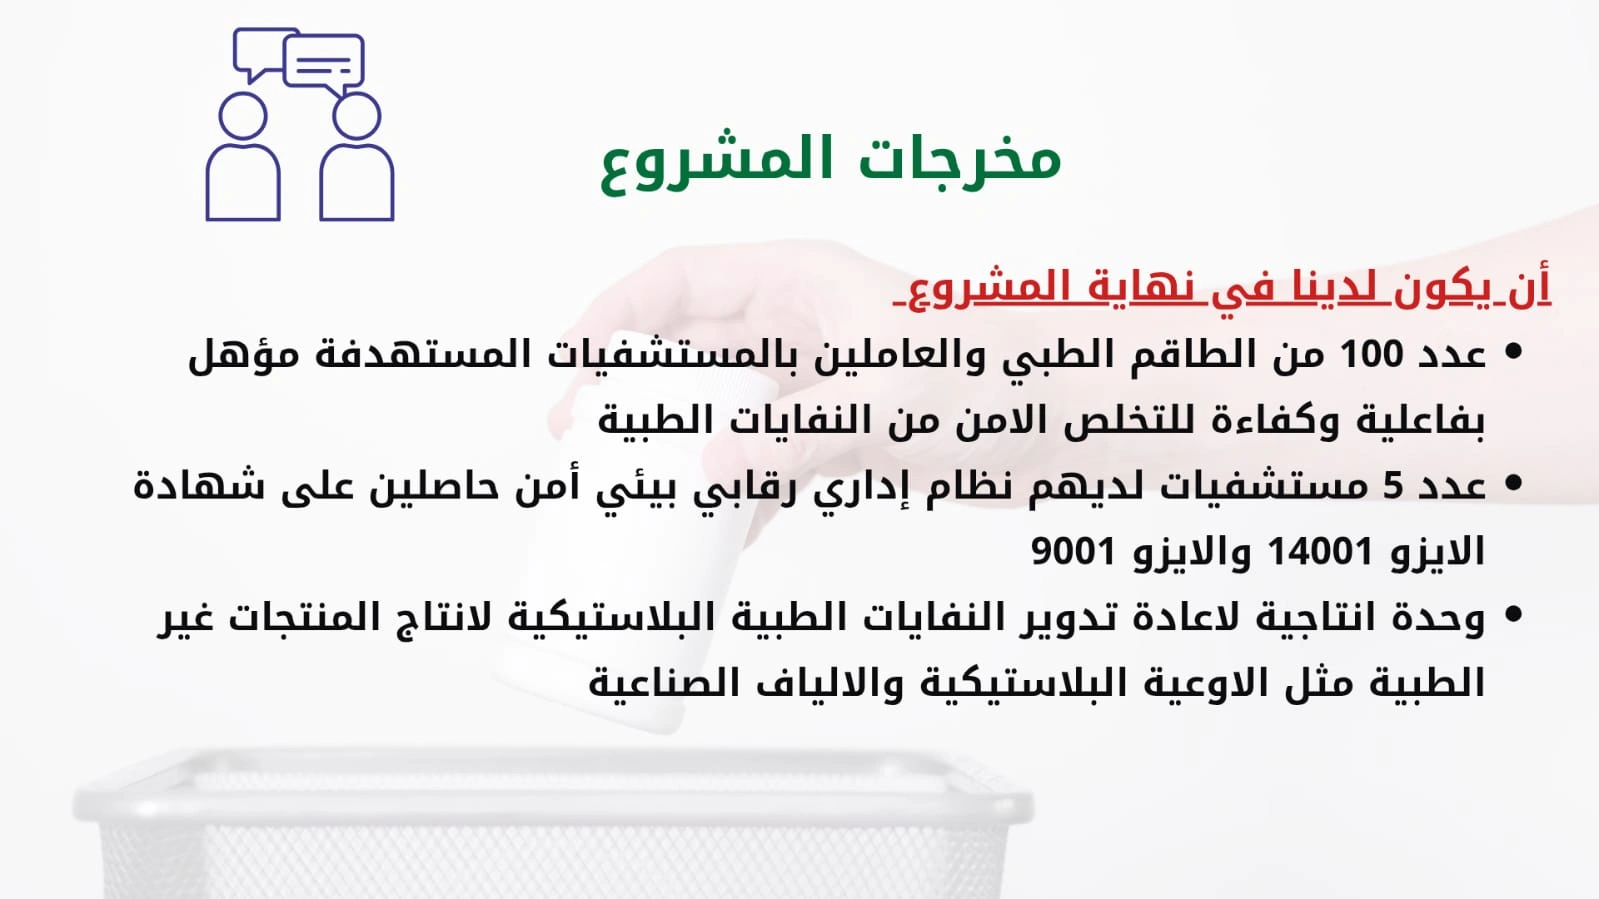 مخرجات المشروع
أن يكون لدينا في نهاية المشروع
• عدد 100 من الطاقم الطبي والعاملين بالمستشفيات المستهدفة مؤهل
بفاعلية وكفاءة للتخلص الامن من النفايات الطبية
• عدد 5 مستشفيات لديهم نظام إداري رقابي بيئي أمن حاصلين على شهادة
الايزو 14001 والايزو 9001
• وحدة انتاجية لاعادة تدوير النفايات الطبية البلاستيكية لانتاج المنتجات غير
الطبية مثل الاوعية البلاستيكية والالياف الصناعية